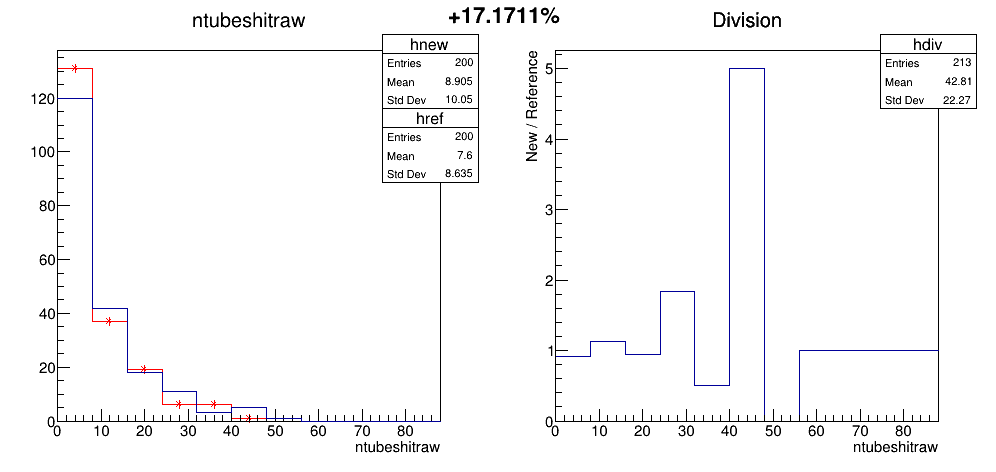 +17.1711%
ntubeshitraw
hnew
Entries 200
Mean 8.905
Std Dev 10.05
href
Entries 200
Mean 7.6
Std Dev 8.635
120
100
80
60
40
20
0
0 10 20 30 40 50 60 70 80
ntubeshitraw
Division
hdiv
Entries 213
Mean 42.81
Std Dev 22.27
New / Reference
5
4
3
2
1
0
0 10 20 30 40 50 60 70 80
ntubeshitraw